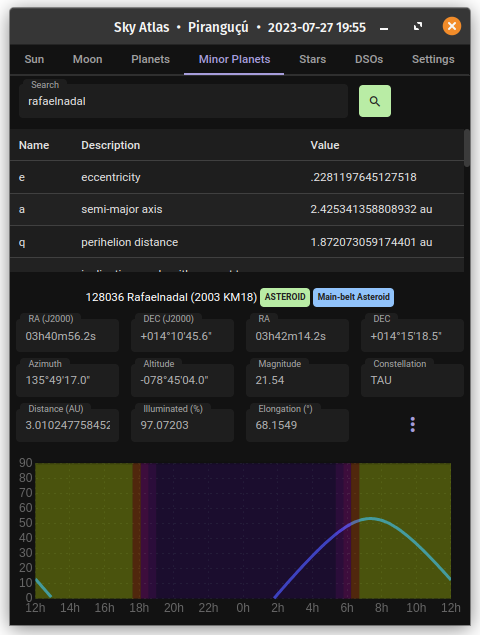 Sky Atlas • Piranguçú • 2023-07-27 19:55
Sun Moon Planets Minor Planets Stars DSOs Settings
Search
rafaelnadal
Name Description Value
e eccentricity .2281197645127518
a semi-major axis 2.425341358808932 au
q perihelion distance 1.872073059174401 au
128036 Rafaelnadal (2003 KM18) ASTEROID Main-belt Asteroid
RA (J2000) DEC (J2000) RA DEC
03h40m56.2s +014°10'45.6" 03h42m14.2s +014°15'18.5"
Azimuth Altitude Magnitude Constellation
135°49'17.0" -078°45'04.0" 21.54 TAU
Distance (AU) Illuminated (%) Elongation (°)
3.010247758452 97.07203 68.1549
90
80
70
60
50
40
30
20
10
0
12h 14h 16h 18h 20h 22h 0h 2h 4h 6h 8h 10h 12h